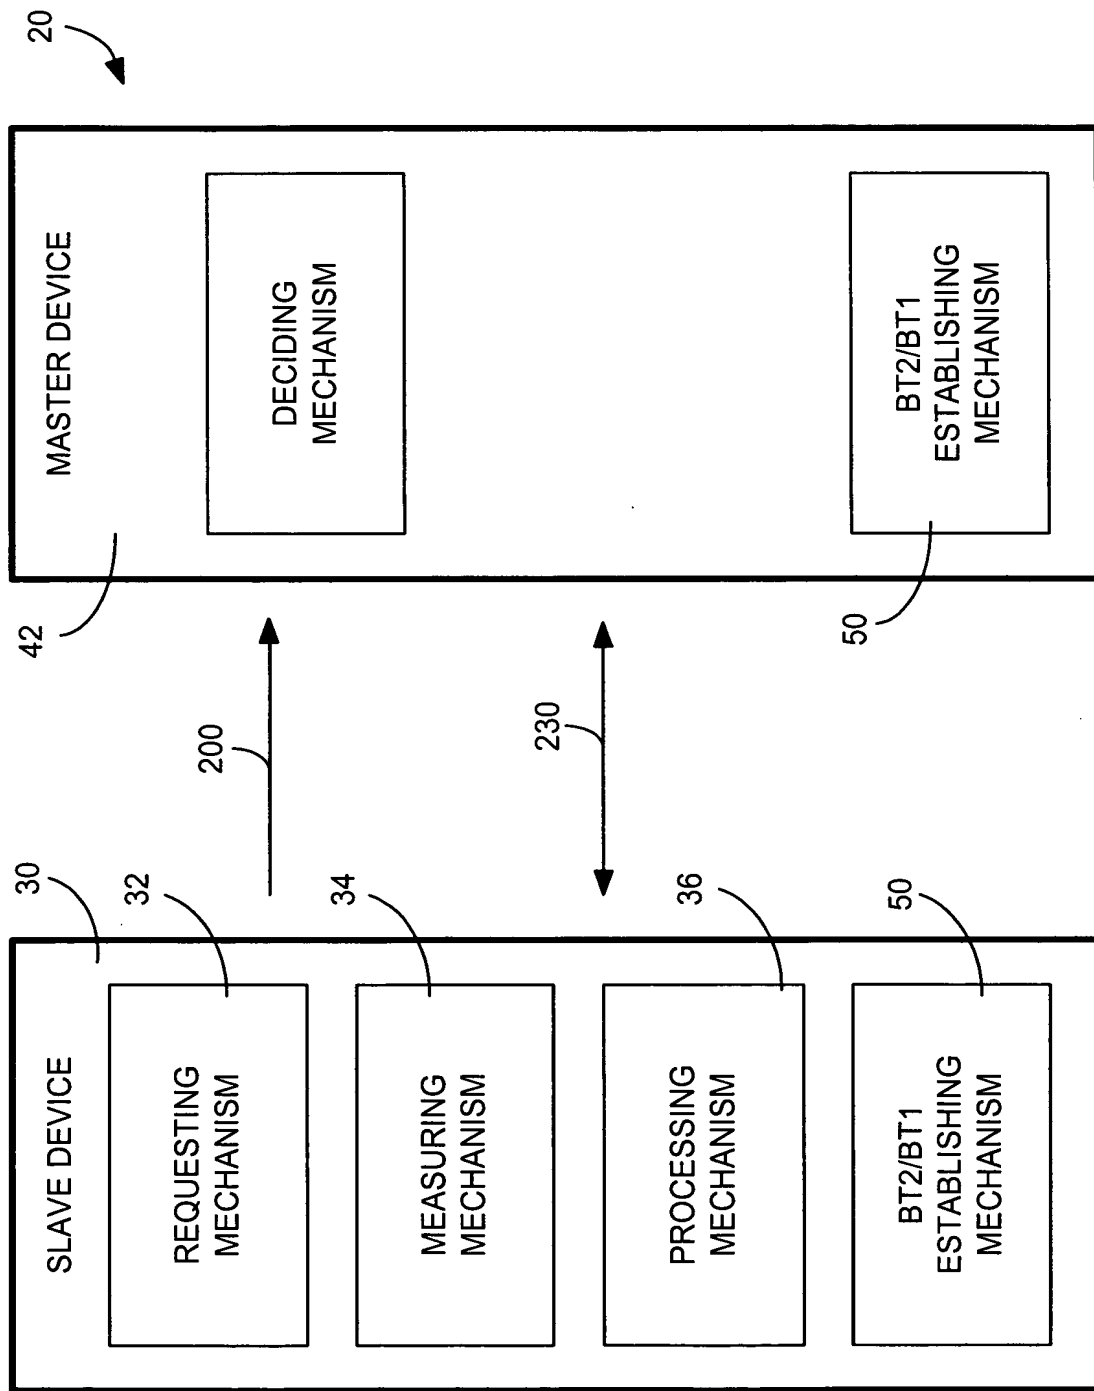 20
SLAVE DEVICE
30
REQUESTING
MECHANISM
32
MEASURING
MECHANISM
34
PROCESSING
MECHANISM
36
BT2/BT1
ESTABLISHING
MECHANISM
50
200
230
MASTER DEVICE
42
DECIDING
MECHANISM
BT2/BT1
ESTABLISHING
MECHANISM
50